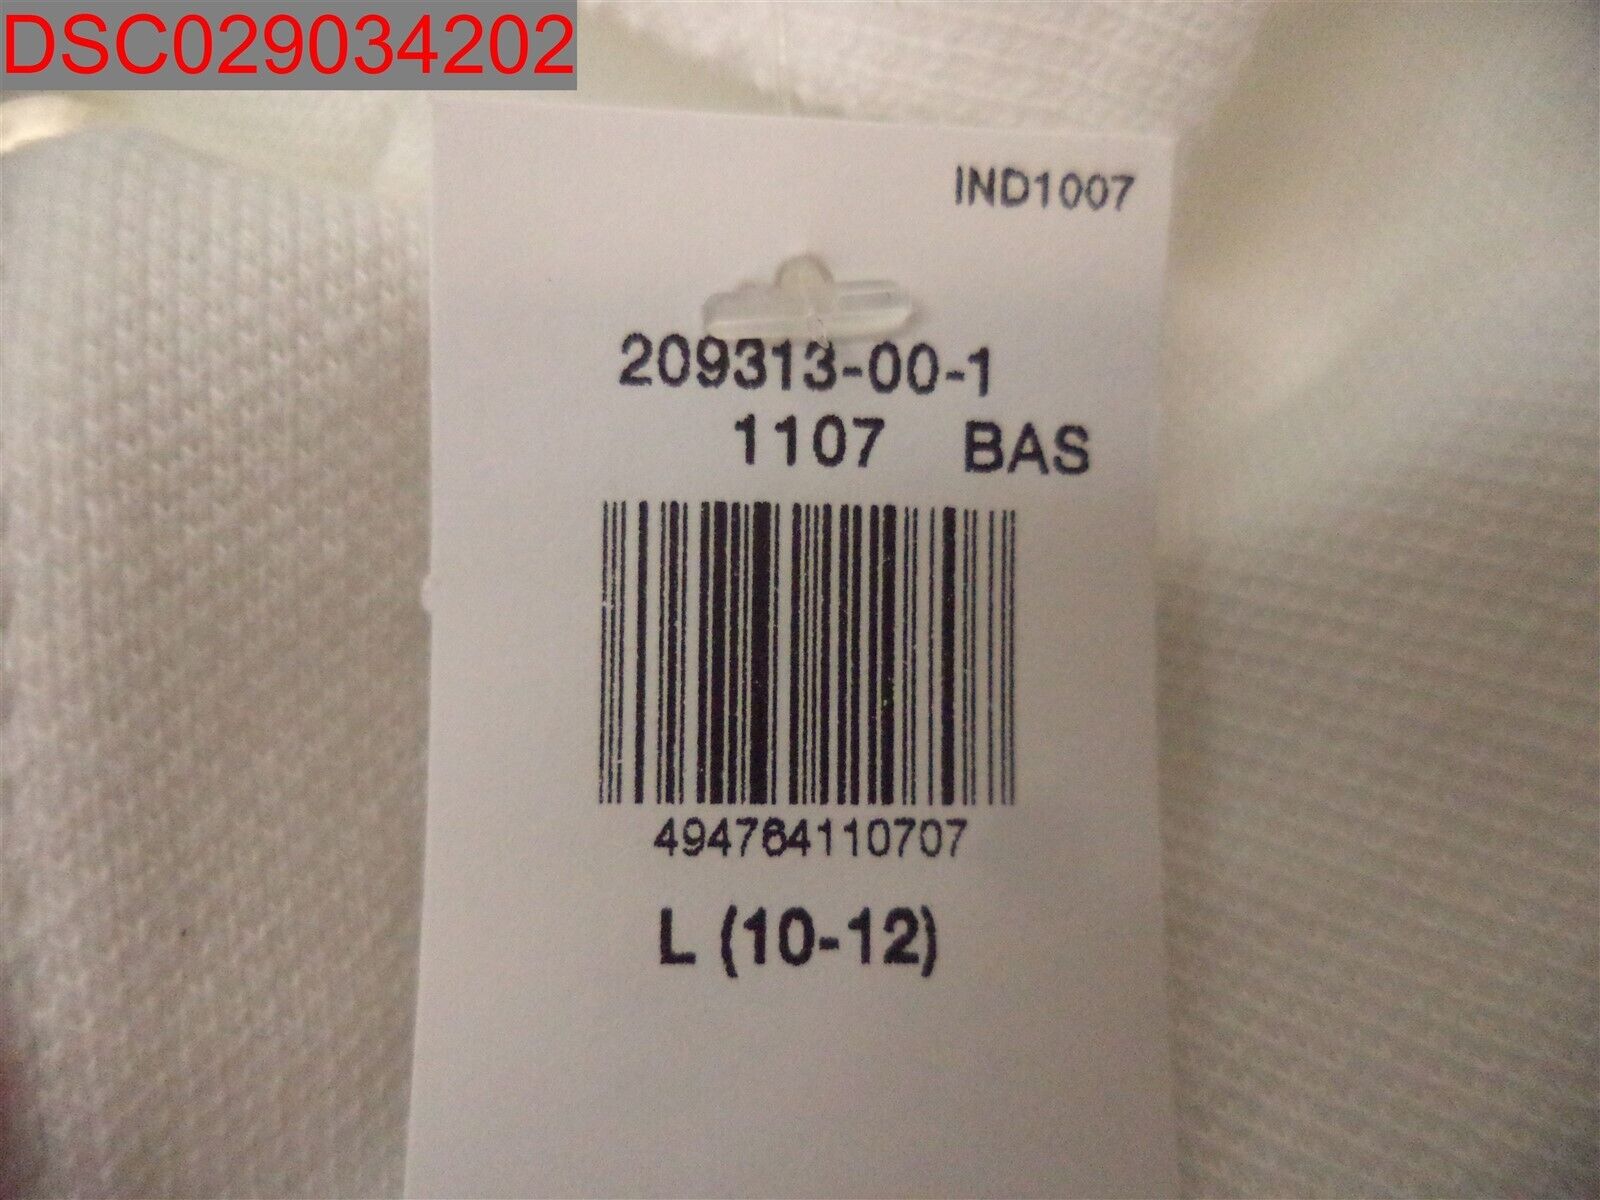 DSC029034202
IND1007
209313-00-1
1107 BAS
494764110707
L (10-12)